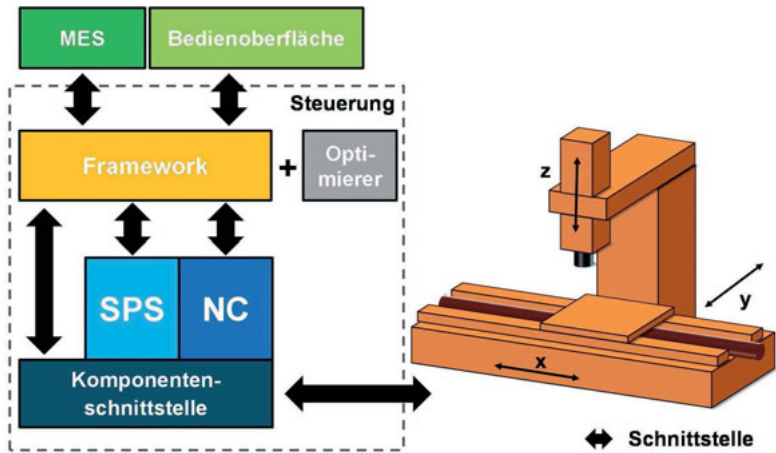 MES
Bedienoberfläche
Steuerung
Framework
+
Opti-
mierer
SPS
NC
Komponenten-
schnittstelle
z
y
x
Schnittstelle